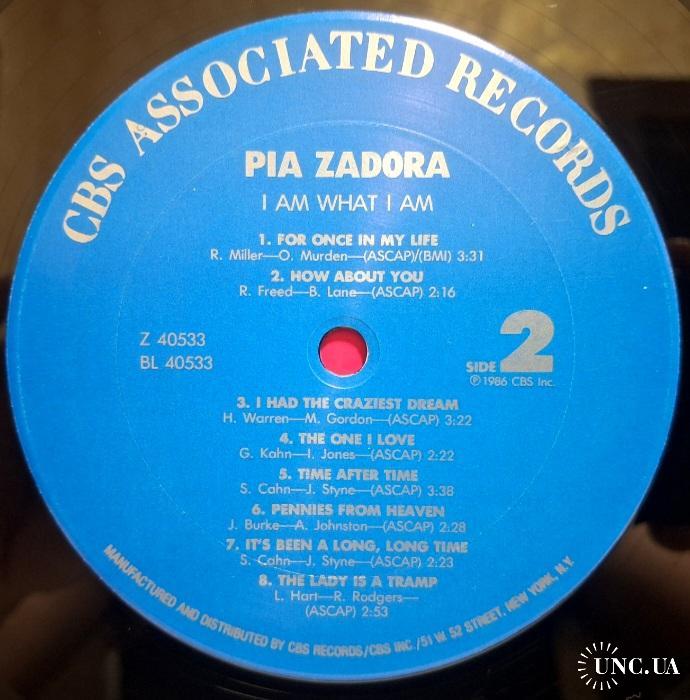 CBS ASSOCIATED RECORDS
PIA ZADORA
I AM WHAT I AM
1. FOR ONCE IN MY LIFE
R. Miller—O. Murden—(ASCAP)/(BMI) 3:31
2. HOW ABOUT YOU
R. Freed—B. Lane—(ASCAP) 2:16
Z 40533
BL 40533
SIDE 2
℗ 1986 CBS Inc.
3. I HAD THE CRAZIEST DREAM
H. Warren—M. Gordon—(ASCAP) 3:22
4. THE ONE I LOVE
G. Kahn—I. Jones—(ASCAP) 2:22
5. TIME AFTER TIME
S. Cahn—J. Styne—(ASCAP) 3:38
6. PENNIES FROM HEAVEN
J. Burke—A. Johnston—(ASCAP) 2:28
7. IT'S BEEN A LONG, LONG TIME
S. Cahn—J. Styne—(ASCAP) 2:23
8. THE LADY IS A TRAMP
L. Hart—R. Rodgers—
(ASCAP) 2:53
MANUFACTURED AND DISTRIBUTED BY CBS RECORDS/CBS INC./51 W. 52 STREET, NEW YORK, N.Y.
UNC.UA